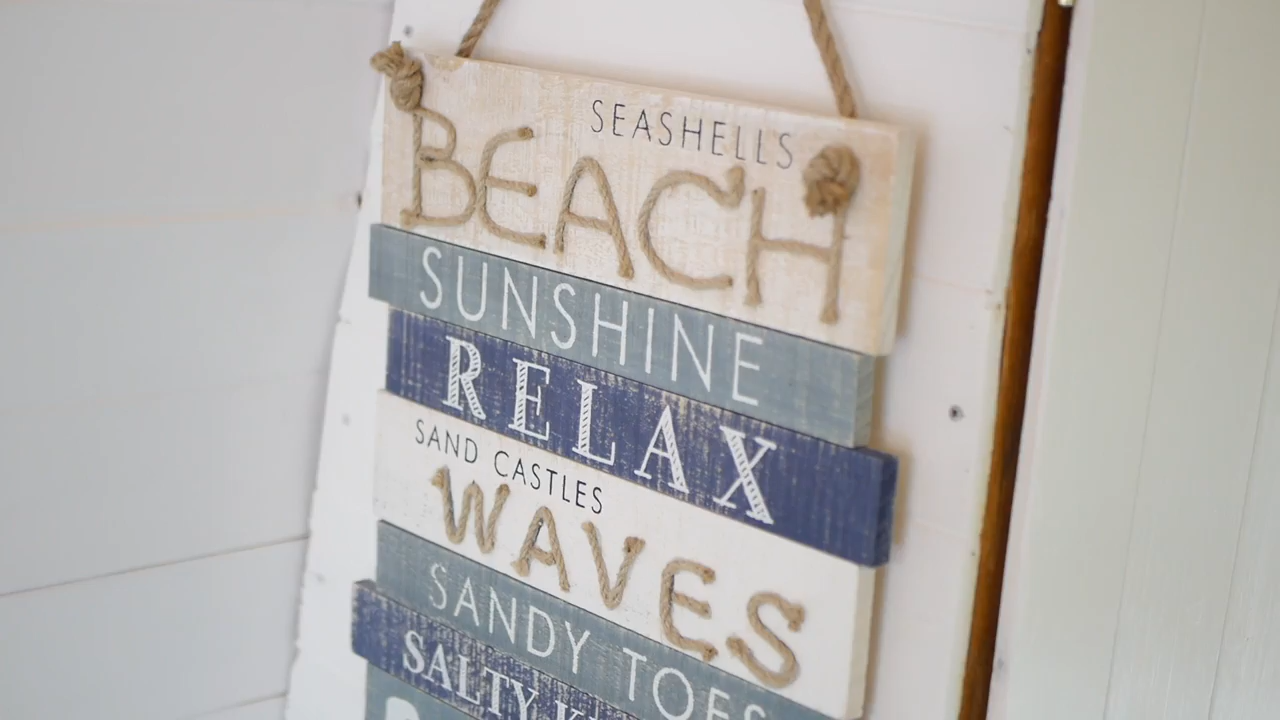 SEASHELLS
BEACH
SUNSHINE
RELAX
SAND CASTLES
WAVES
SANDY TOES
SALTY